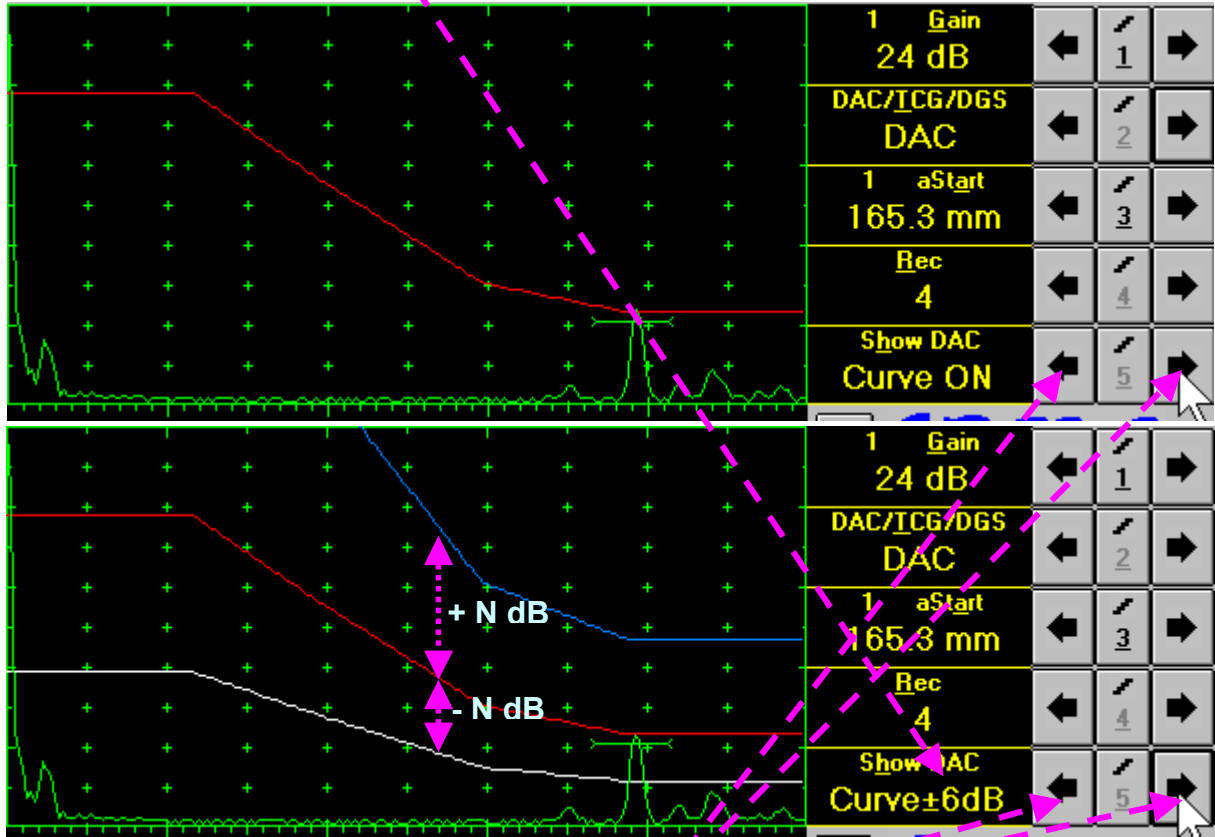 1 Gain
24 dB
1
DAC/TCG/DGS
DAC
2
1 aStart
165.3 mm
3
Rec
4
4
Show DAC
Curve ON
5
1 Gain
24 dB
1
DAC/TCG/DGS
DAC
2
1 aStart
165.3 mm
3
Rec
4
4
Show DAC
Curve±6dB
5
+ N dB
- N dB